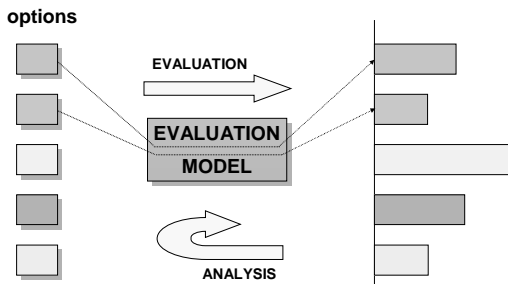 options
EVALUATION
EVALUATION
MODEL
ANALYSIS